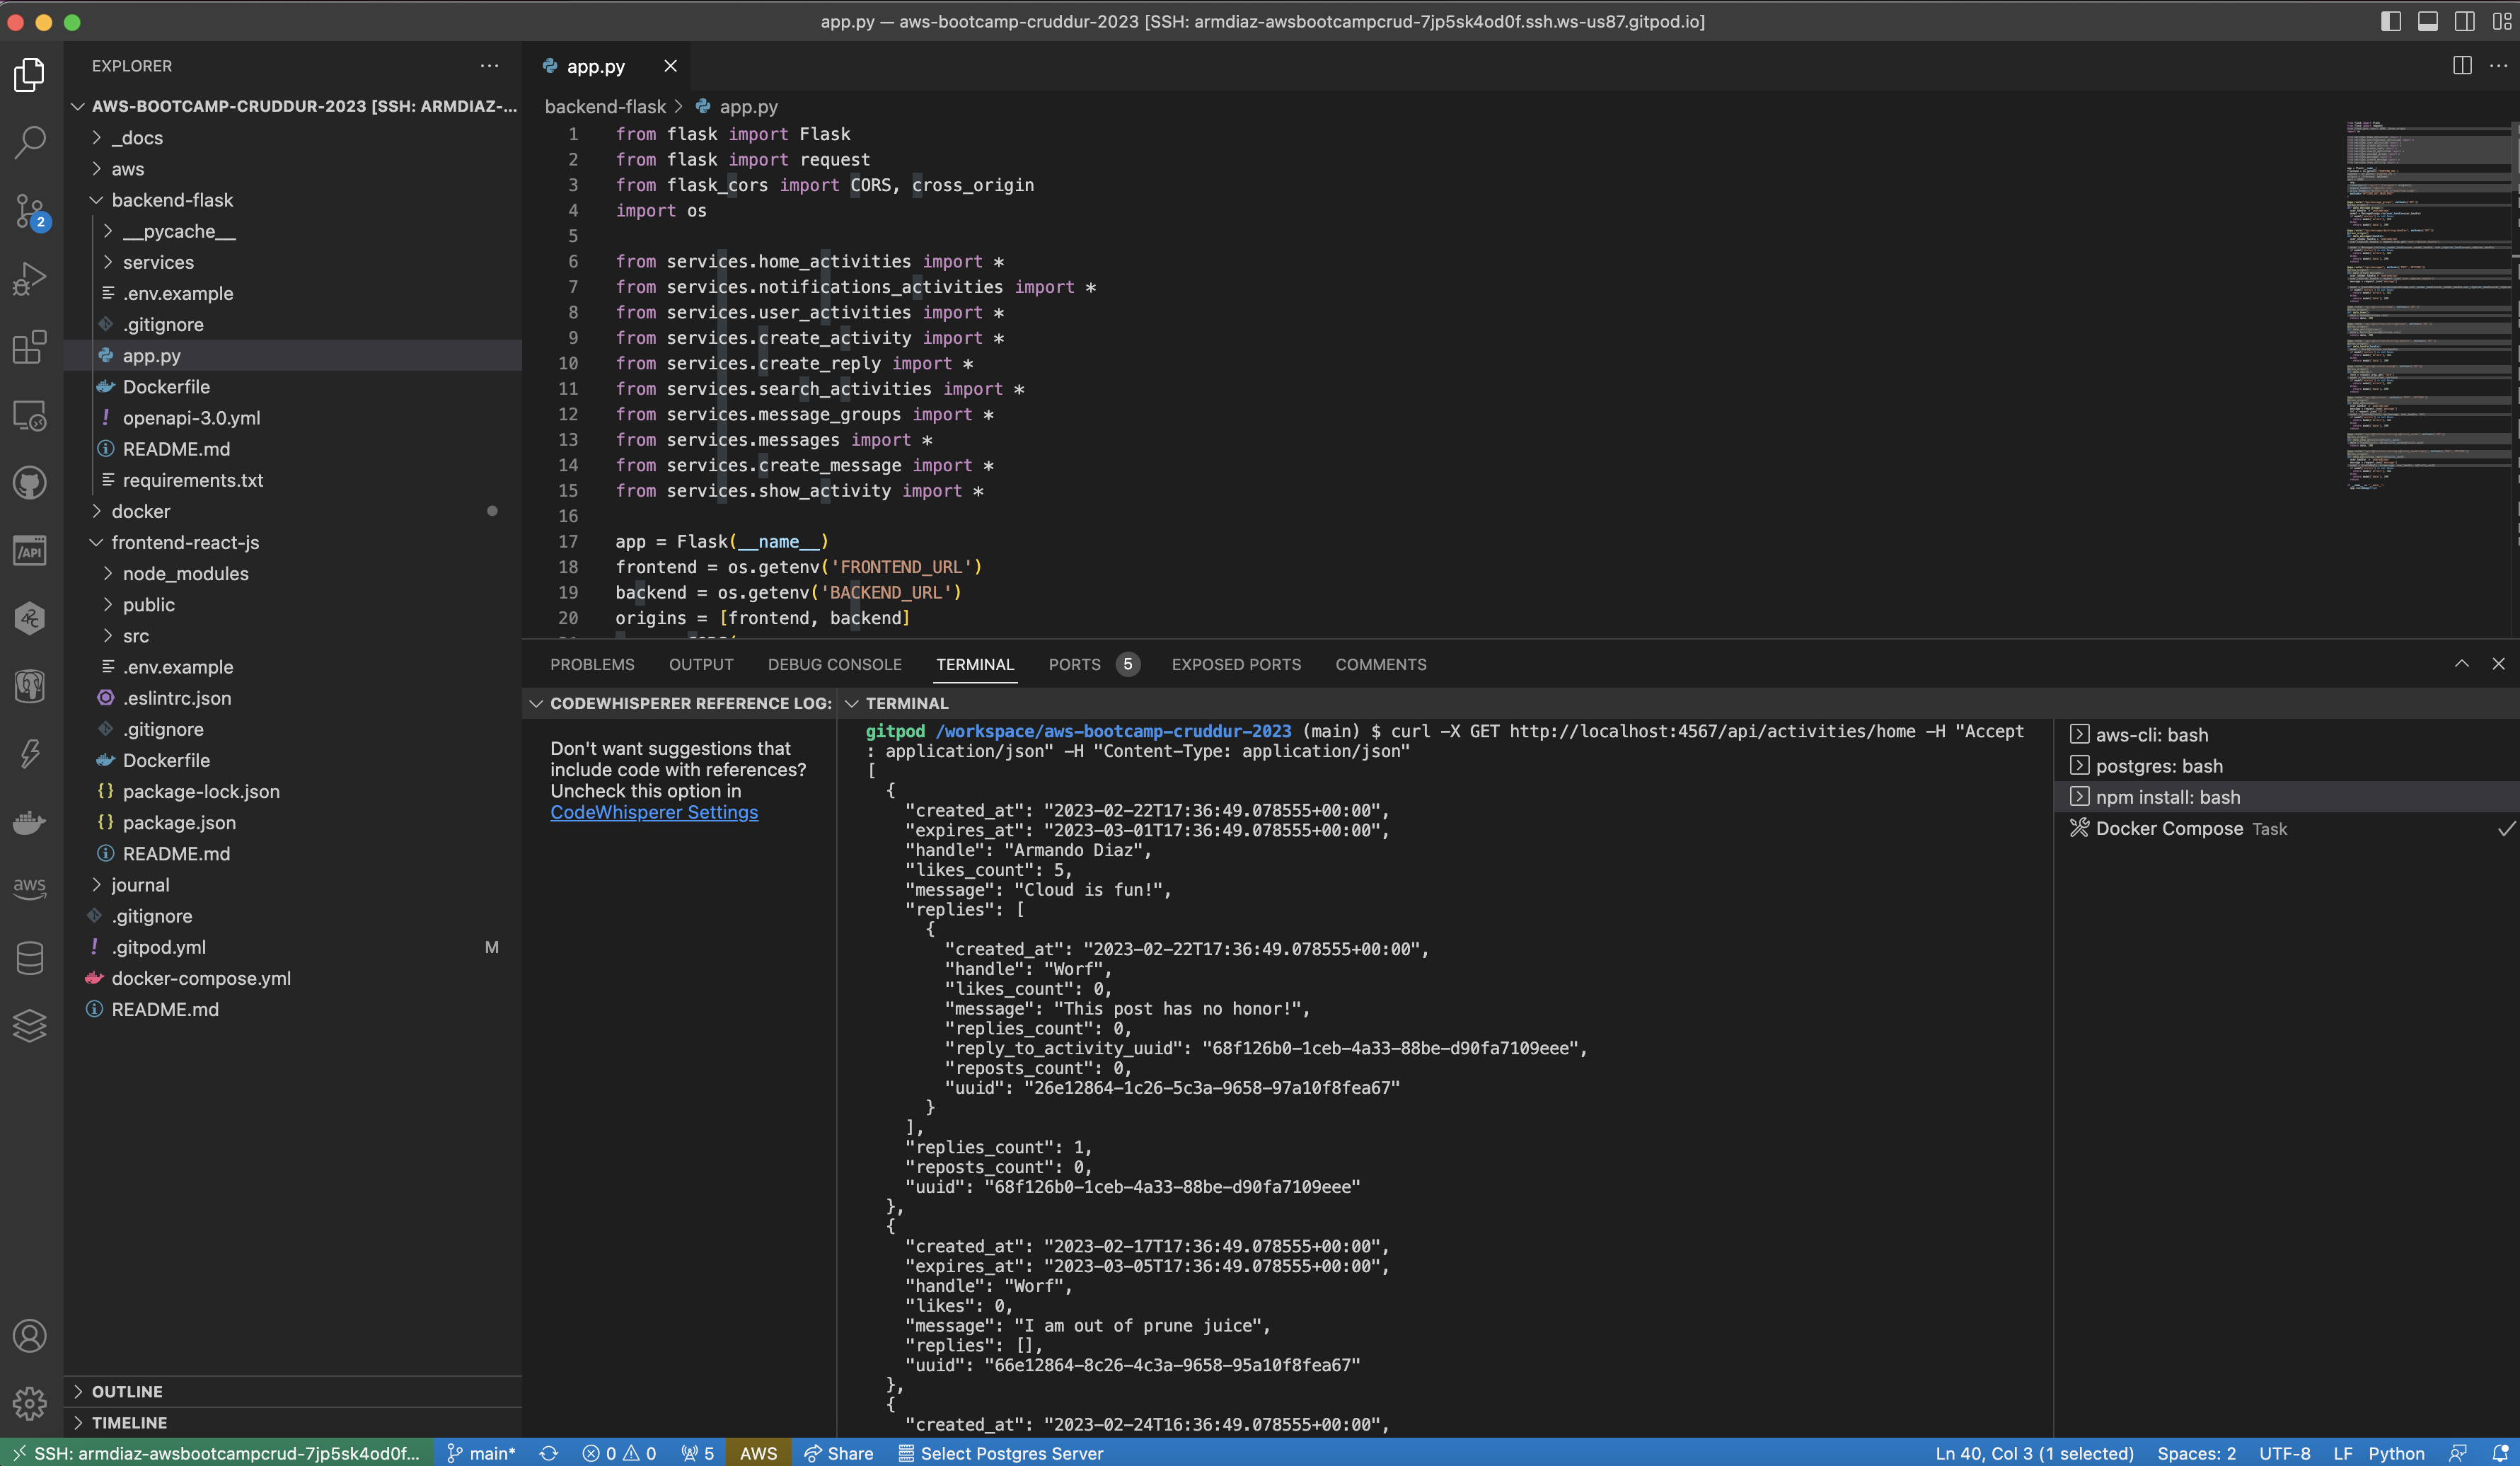 app.py — aws-bootcamp-cruddur-2023 [SSH: armdiaz-awsbootcampcrud-7jp5sk4od0f.ssh.ws-us87.gitpod.io]
EXPLORER
AWS-BOOTCAMP-CRUDDUR-2023 [SSH: ARMDIAZ-...
_docs
aws
backend-flask
__pycache__
services
.env.example
.gitignore
app.py
Dockerfile
openapi-3.0.yml
README.md
requirements.txt
docker
frontend-react-js
node_modules
public
src
.env.example
.eslintrc.json
.gitignore
Dockerfile
package-lock.json
package.json
README.md
journal
.gitignore
.gitpod.yml M
docker-compose.yml
README.md
OUTLINE
TIMELINE
2
/API
aws
app.py
backend-flask > app.py
1 from flask import Flask
2 from flask import request
3 from flask_cors import CORS, cross_origin
4 import os
5
6 from services.home_activities import *
7 from services.notifications_activities import *
8 from services.user_activities import *
9 from services.create_activity import *
10 from services.create_reply import *
11 from services.search_activities import *
12 from services.message_groups import *
13 from services.messages import *
14 from services.create_message import *
15 from services.show_activity import *
16
17 app = Flask(__name__)
18 frontend = os.getenv('FRONTEND_URL')
19 backend = os.getenv('BACKEND_URL')
20 origins = [frontend, backend]
PROBLEMS OUTPUT DEBUG CONSOLE TERMINAL PORTS 5 EXPOSED PORTS COMMENTS
CODEWHISPERER REFERENCE LOG:
Don't want suggestions that
include code with references?
Uncheck this option in
CodeWhisperer Settings
TERMINAL
gitpod /workspace/aws-bootcamp-cruddur-2023 (main) $ curl -X GET http://localhost:4567/api/activities/home -H "Accept
: application/json" -H "Content-Type: application/json"
[
{
"created_at": "2023-02-22T17:36:49.078555+00:00",
"expires_at": "2023-03-01T17:36:49.078555+00:00",
"handle": "Armando Diaz",
"likes_count": 5,
"message": "Cloud is fun!",
"replies": [
{
"created_at": "2023-02-22T17:36:49.078555+00:00",
"handle": "Worf",
"likes_count": 0,
"message": "This post has no honor!",
"replies_count": 0,
"reply_to_activity_uuid": "68f126b0-1ceb-4a33-88be-d90fa7109eee",
"reposts_count": 0,
"uuid": "26e12864-1c26-5c3a-9658-97a10f8fea67"
}
],
"replies_count": 1,
"reposts_count": 0,
"uuid": "68f126b0-1ceb-4a33-88be-d90fa7109eee"
},
{
"created_at": "2023-02-17T17:36:49.078555+00:00",
"expires_at": "2023-03-05T17:36:49.078555+00:00",
"handle": "Worf",
"likes": 0,
"message": "I am out of prune juice",
"replies": [],
"uuid": "66e12864-8c26-4c3a-9658-95a10f8fea67"
},
{
"created_at": "2023-02-24T16:36:49.078555+00:00",
aws-cli: bash
postgres: bash
npm install: bash
Docker Compose Task
SSH: armdiaz-awsbootcampcrud-7jp5sk4od0f... main* 0 0 5 AWS Share Select Postgres Server Ln 40, Col 3 (1 selected) Spaces: 2 UTF-8 LF Python